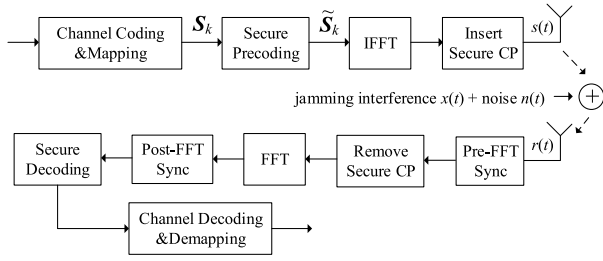 Channel Coding
&Mapping
S_k
Secure
Precoding
S̃_k
IFFT
Insert
Secure CP
s(t)
jamming interference x(t) + noise n(t)
+
Secure
Decoding
Post-FFT
Sync
FFT
Remove
Secure CP
Pre-FFT
Sync
r(t)
Channel Decoding
&Demapping